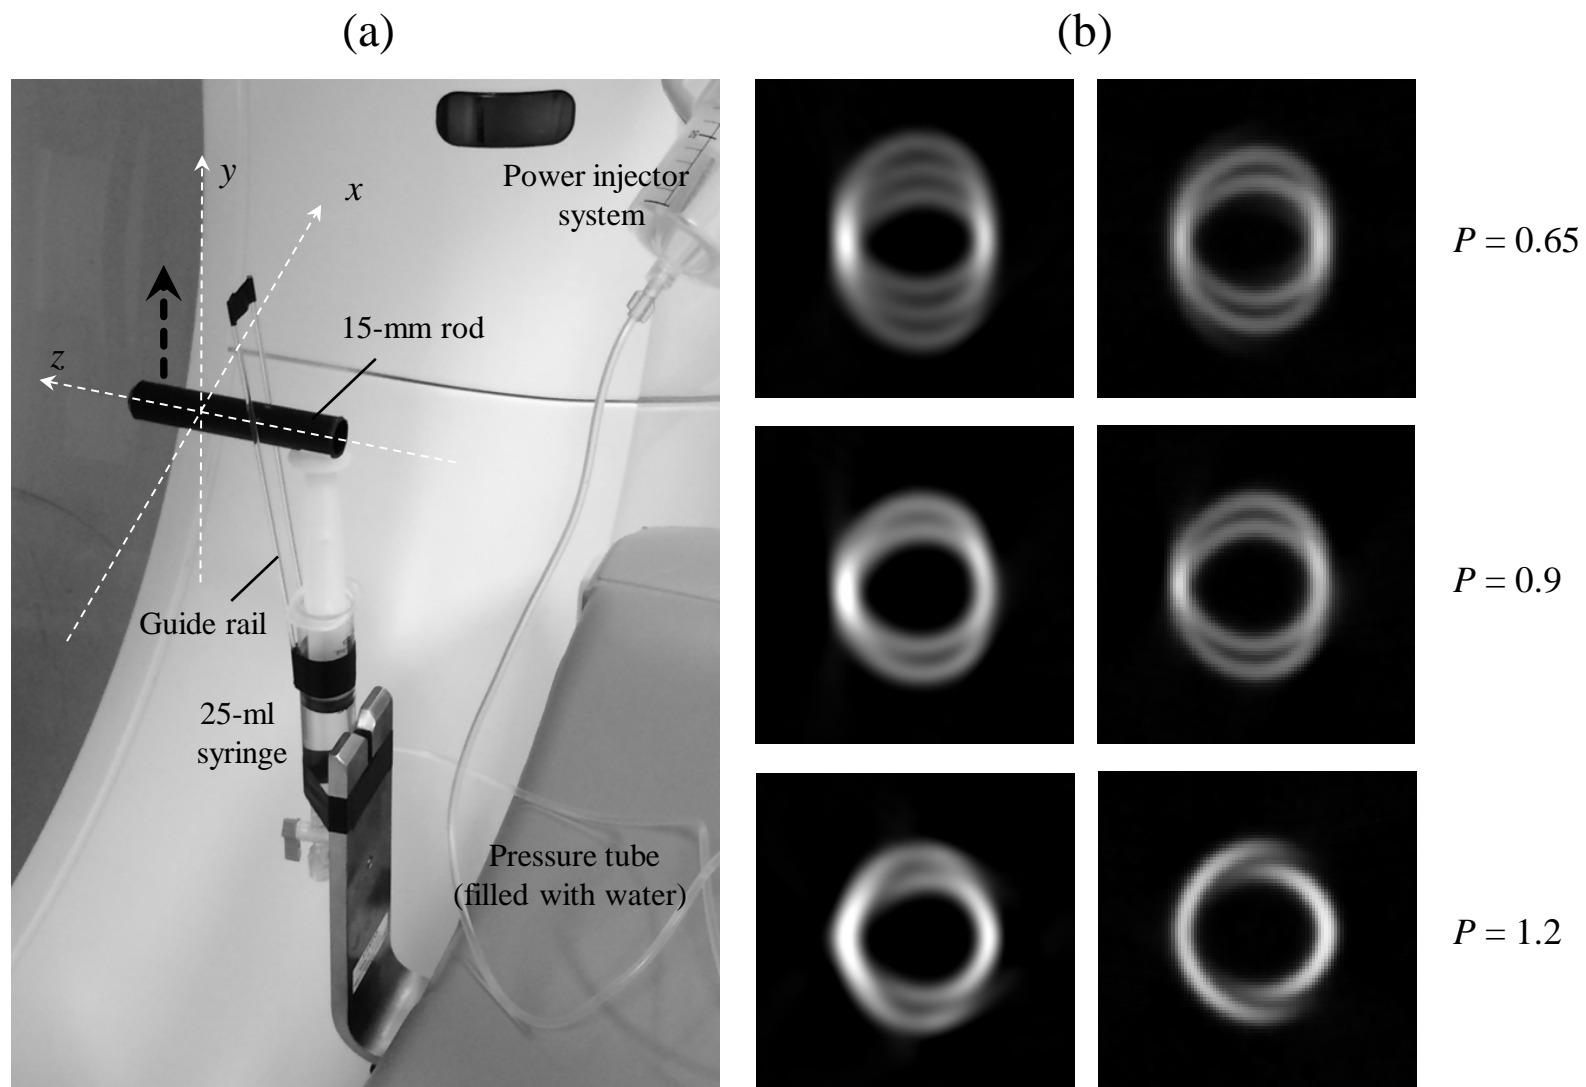 (a)
(b)
y
x
Power injector
system
15-mm rod
z
Guide rail
25-ml
syringe
Pressure tube
(filled with water)
P = 0.65
P = 0.9
P = 1.2